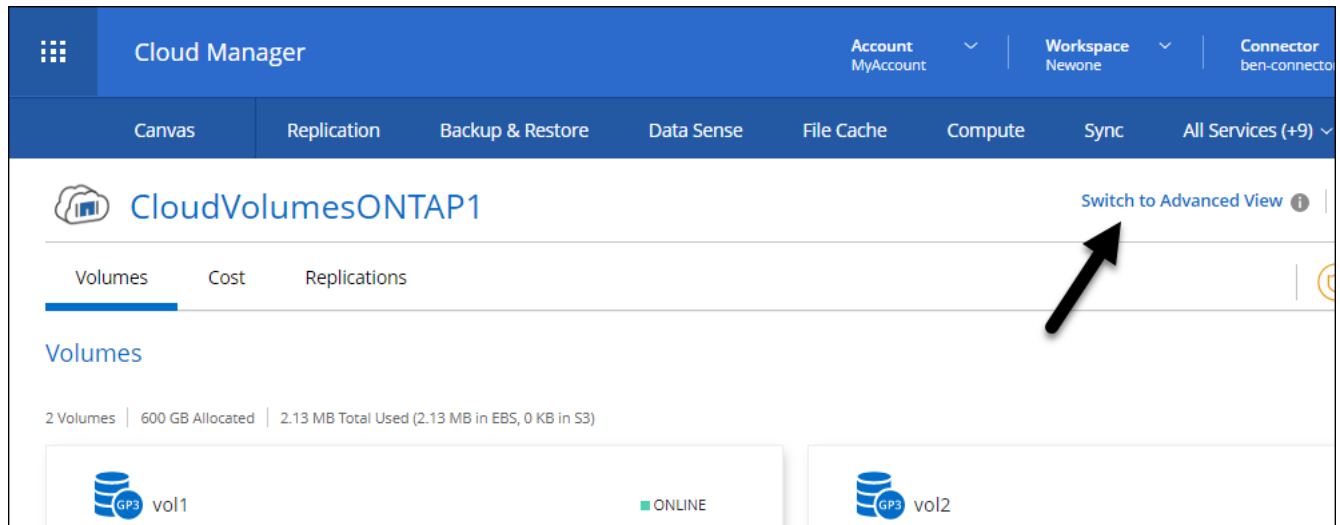 Cloud Manager
Account
MyAccount
Workspace
Newone
Connector
ben-connecto
Canvas Replication Backup & Restore Data Sense File Cache Compute Sync All Services (+9)
CloudVolumesONTAP1
Switch to Advanced View
Volumes Cost Replications
Volumes
2 Volumes | 600 GB Allocated | 2.13 MB Total Used (2.13 MB in EBS, 0 KB in S3)
GP3 vol1 ONLINE GP3 vol2